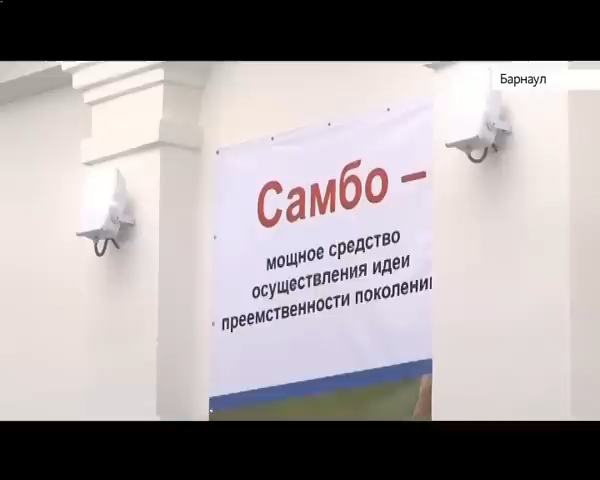 Барнаул
Самбо –
мощное средство
осуществления идеи
преемственности поколени